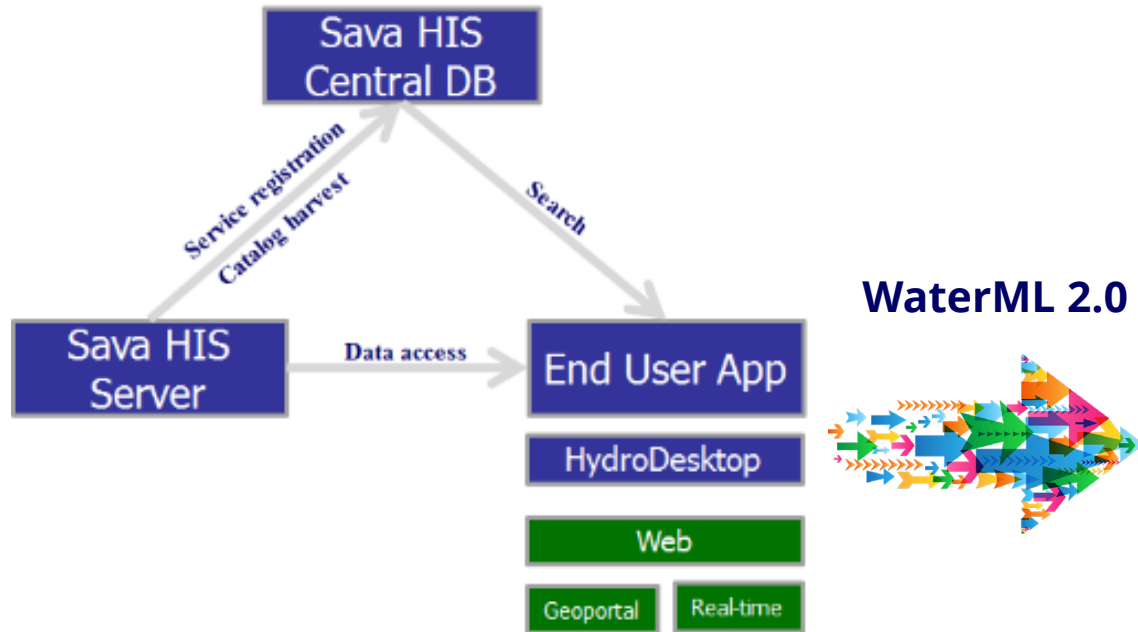 Sava HIS
Central DB
Service registration
Catalog harvest
Search
WaterML 2.0
Sava HIS
Server
Data access
End User App
HydroDesktop
Web
Geoportal
Real-time